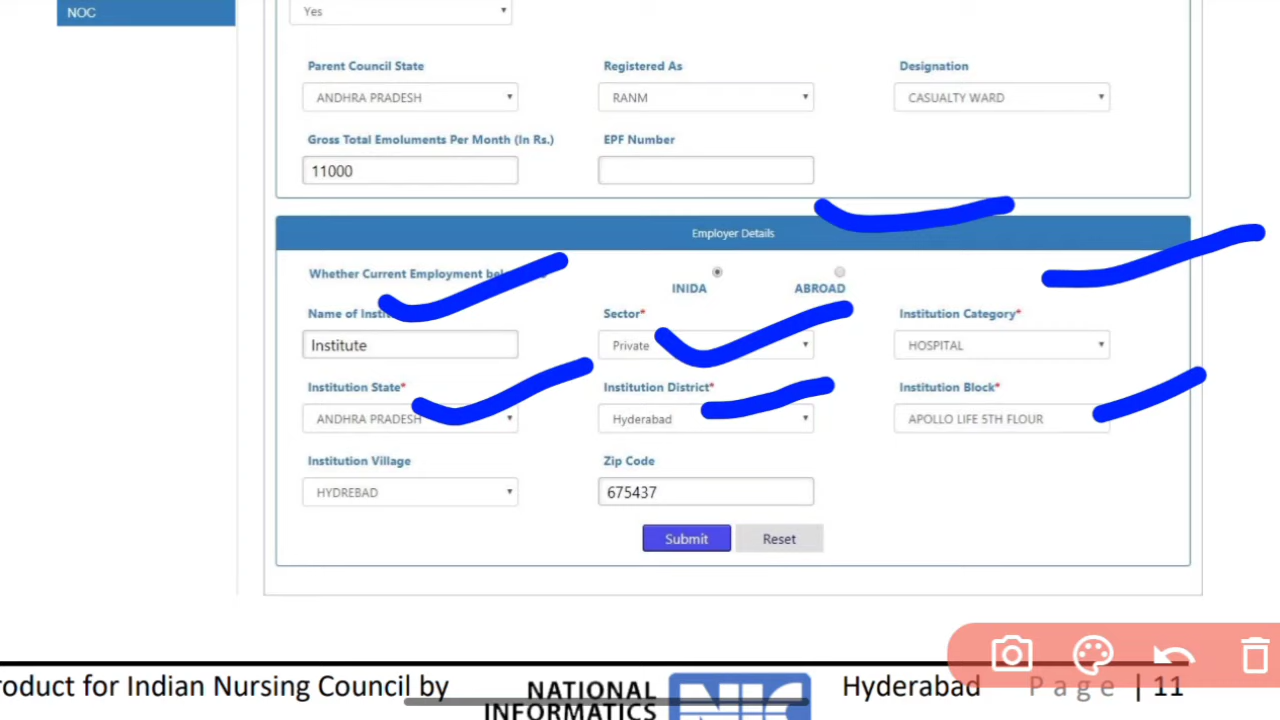 NOC
Yes
Parent Council State Registered As Designation
ANDHRA PRADESH RANM CASUALTY WARD
Gross Total Emoluments Per Month (In Rs.) EPF Number
11000
Employer Details
Whether Current Employment
INIDA ABROAD
Name of Sector* Institution Category*
Institute Private HOSPITAL
Institution State* Institution District* Institution Block*
ANDHRA PRADESH Hyderabad APOLLO LIFE 5TH FLOUR
Institution Village Zip Code
HYDREBAD 675437
Submit Reset
roduct for Indian Nursing Council by NATIONAL INFORMATICS NIC Hyderabad Page | 11